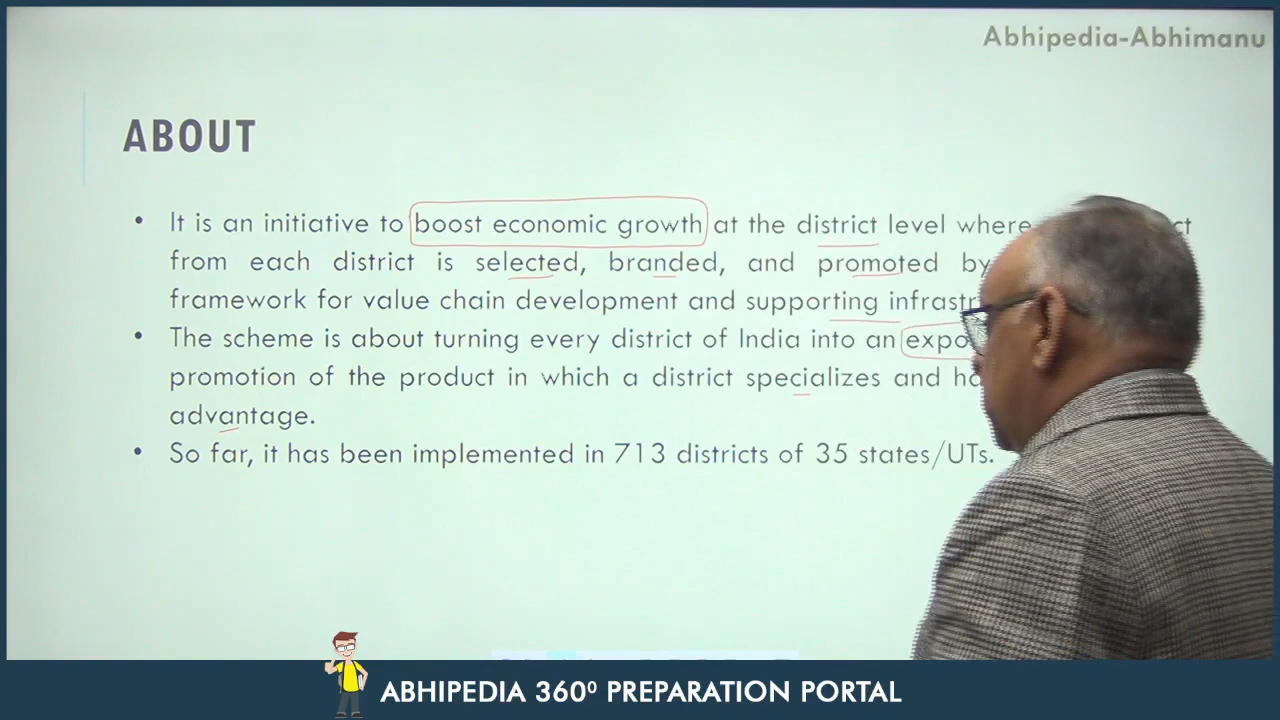 Abhipedia-Abhimanu
ABOUT
• It is an initiative to boost economic growth at the district level where
from each district is selected, branded, and promoted by
framework for value chain development and supporting
• The scheme is about turning every district of India into an
promotion of the product in which a district specializes and
advantage.
• So far, it has been implemented in 713 districts of 35 states/UTs.
ABHIPEDIA 360⁰ PREPARATION PORTAL